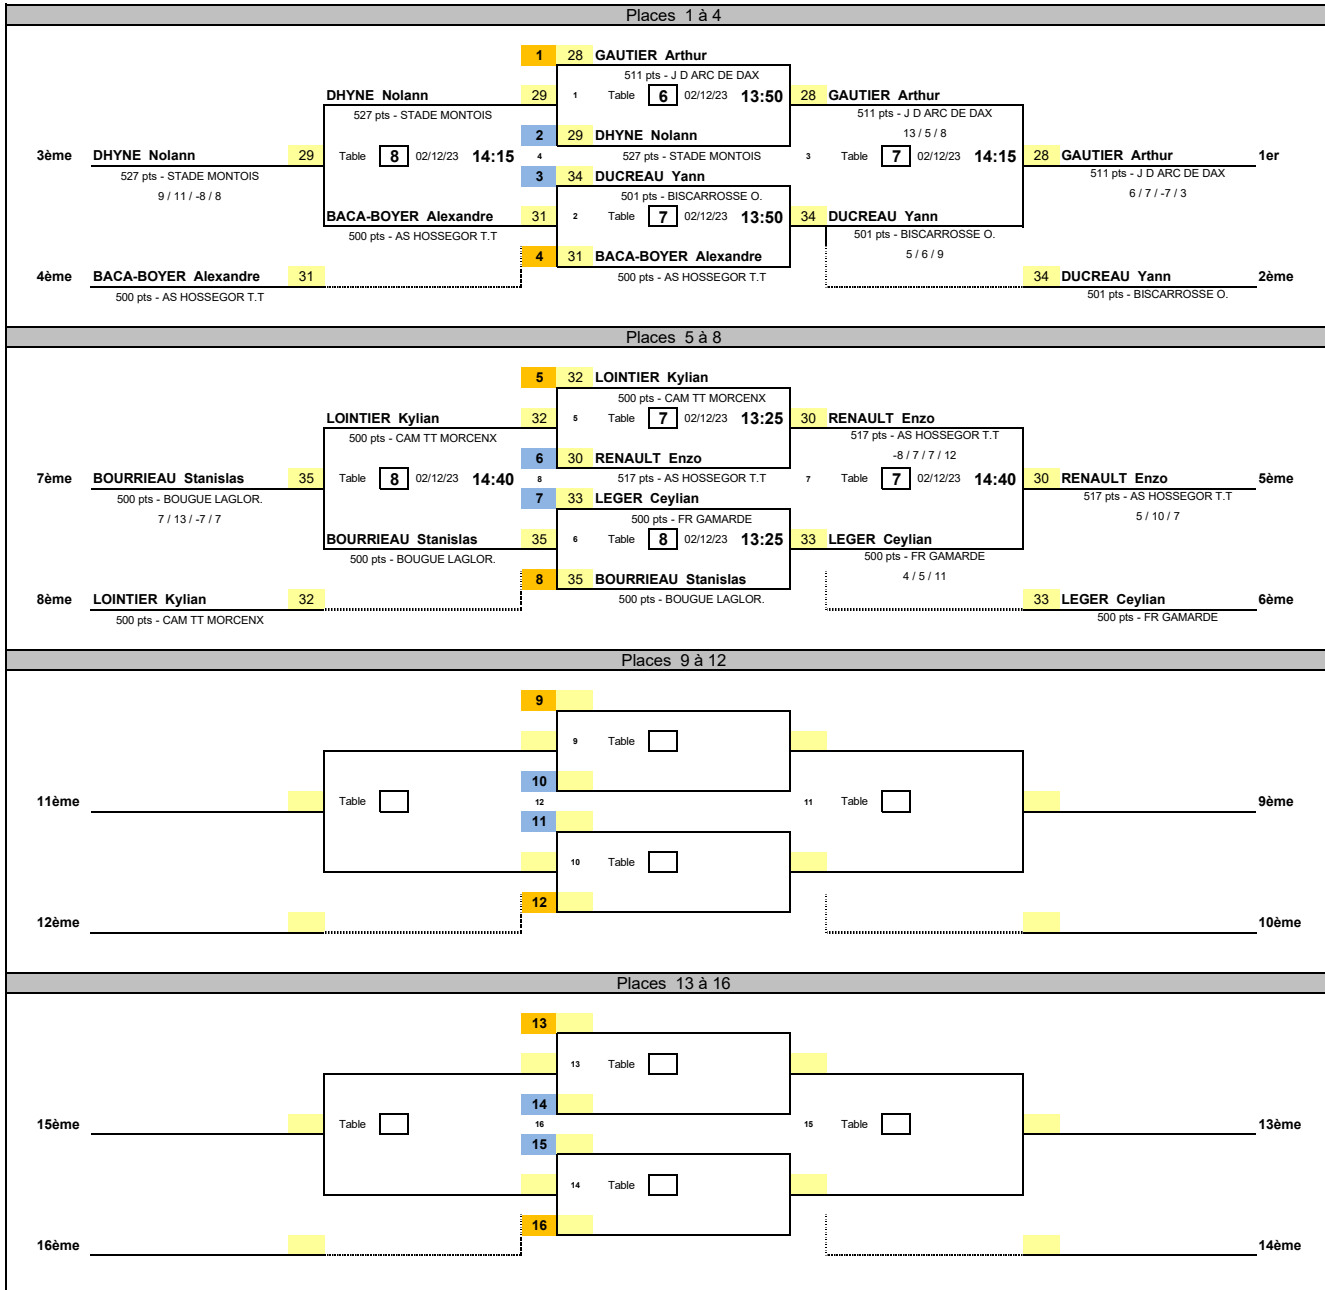 Places 1 à 4
1 28 GAUTIER Arthur
511 pts - J D ARC DE DAX
DHYNE Nolann 29 1 Table 6 02/12/23 13:50 28 GAUTIER Arthur
527 pts - STADE MONTOIS 511 pts - J D ARC DE DAX
2 29 DHYNE Nolann 13 / 5 / 8
3ème DHYNE Nolann 29 Table 8 02/12/23 14:15 4 527 pts - STADE MONTOIS 3 Table 7 02/12/23 14:15 28 GAUTIER Arthur 1er
527 pts - STADE MONTOIS 3 34 DUCREAU Yann 511 pts - J D ARC DE DAX
9 / 11 / -8 / 8 501 pts - BISCARROSSE O. 6 / 7 / -7 / 3
BACA-BOYER Alexandre 31 2 Table 7 02/12/23 13:50 34 DUCREAU Yann
500 pts - AS HOSSEGOR T.T 501 pts - BISCARROSSE O.
4 31 BACA-BOYER Alexandre 5 / 6 / 9
4ème BACA-BOYER Alexandre 31 500 pts - AS HOSSEGOR T.T 34 DUCREAU Yann 2ème
500 pts - AS HOSSEGOR T.T 501 pts - BISCARROSSE O.
Places 5 à 8
5 32 LOINTIER Kylian
500 pts - CAM TT MORCENX
LOINTIER Kylian 32 5 Table 7 02/12/23 13:25 30 RENAULT Enzo
500 pts - CAM TT MORCENX 517 pts - AS HOSSEGOR T.T
6 30 RENAULT Enzo -8 / 7 / 7 / 12
7ème BOURRIEAU Stanislas 35 Table 8 02/12/23 14:40 8 517 pts - AS HOSSEGOR T.T 7 Table 7 02/12/23 14:40 30 RENAULT Enzo 5ème
500 pts - BOUGUE LAGLOR. 7 33 LEGER Ceylian 517 pts - AS HOSSEGOR T.T
7 / 13 / -7 / 7 500 pts - FR GAMARDE 5 / 10 / 7
BOURRIEAU Stanislas 35 6 Table 8 02/12/23 13:25 33 LEGER Ceylian
500 pts - BOUGUE LAGLOR. 500 pts - FR GAMARDE
8 35 BOURRIEAU Stanislas 4 / 5 / 11
8ème LOINTIER Kylian 32 500 pts - BOUGUE LAGLOR. 33 LEGER Ceylian 6ème
500 pts - CAM TT MORCENX 500 pts - FR GAMARDE
Places 9 à 12
9
9 Table
10
11ème Table 12 11 Table 9ème
11
10 Table
12
12ème 10ème
Places 13 à 16
13
13 Table
14
15ème Table 16 15 Table 13ème
15
14 Table
16
16ème 14ème